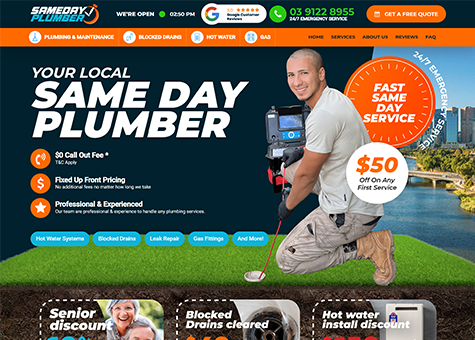 SAMEDAY
PLUMBER
WE'RE OPEN 02:50 PM
Google Customer
Reviews
03 9122 8955
24/7 EMERGENCY SERVICE
GET A FREE QUOTE
PLUMBING & MAINTENANCE BLOCKED DRAINS HOT WATER GAS
HOME SERVICES ABOUT US REVIEWS FAQ
YOUR LOCAL
SAME DAY
PLUMBER
$0 Call Out Fee *
T&C Apply
Fixed Up Front Pricing
No additional fees no matter how long we take
Professional & Experienced
Our team are professional & experience to handle any plumbing services.
Hot Water Systems Blocked Drains Leak Repair Gas Fittings And More!
24/7 EMERGENCY SERVICE
FAST
SAME
DAY
SERVICE
$50
Off On Any
First Service
Senior
discount
Blocked
Drains cleared
Hot water
install discount